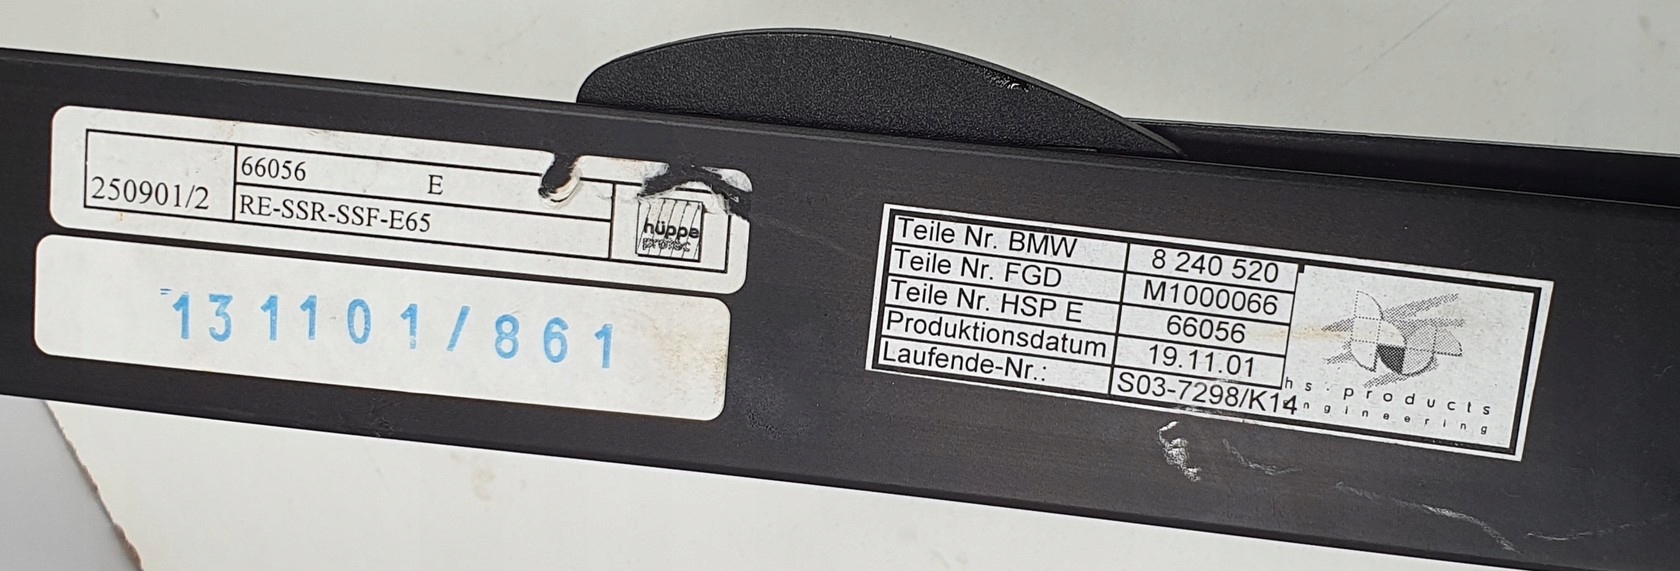 250901/2
66056 E
RE-SSR-SSF-E65
hüppe
131101/861
Teile Nr. BMW 8 240 520
Teile Nr. FGD M1000066
Teile Nr. HSP E 66056
Produktionsdatum 19.11.01
Laufende-Nr.: S03-7298/K14
hs-products
engineering